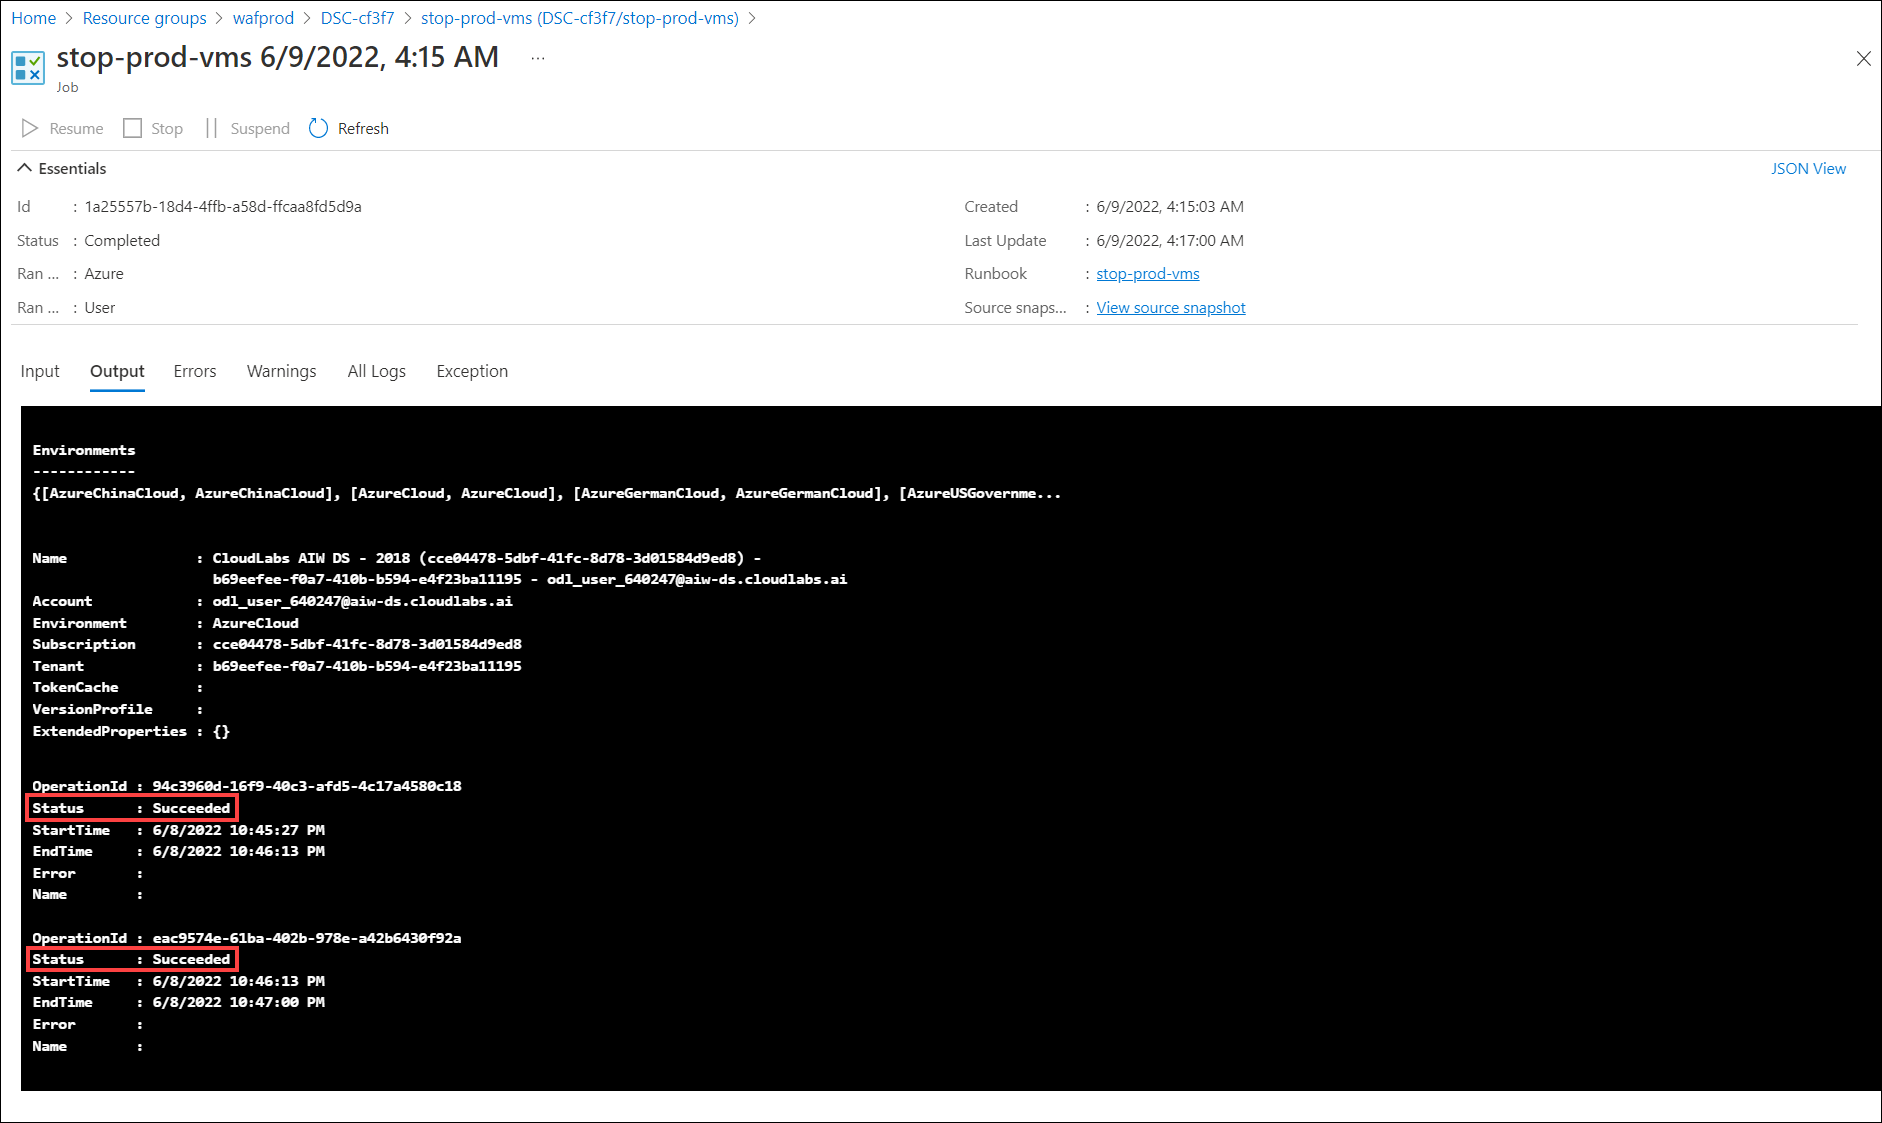 Home > Resource groups > wafprod > DSC-cf3f7 > stop-prod-vms (DSC-cf3f7/stop-prod-vms) >
stop-prod-vms 6/9/2022, 4:15 AM ...
Job
Resume Stop Suspend Refresh
Essentials JSON View
Id : 1a25557b-18d4-4ffb-a58d-ffcaa8fd5d9a Created : 6/9/2022, 4:15:03 AM
Status : Completed Last Update : 6/9/2022, 4:17:00 AM
Ran ... : Azure Runbook : stop-prod-vms
Ran ... : User Source snaps... : View source snapshot
Input Output Errors Warnings All Logs Exception
Environments
------------
{[AzureChinaCloud, AzureChinaCloud], [AzureCloud, AzureCloud], [AzureGermanCloud, AzureGermanCloud], [AzureUSGovernme...
Name : CloudLabs AIW DS - 2018 (cce04478-5dbf-41fc-8d78-3d01584d9ed8) -
b69eefee-f0a7-410b-b594-e4f23ba11195 - odl_user_640247@aiw-ds.cloudlabs.ai
Account : odl_user_640247@aiw-ds.cloudlabs.ai
Environment : AzureCloud
Subscription : cce04478-5dbf-41fc-8d78-3d01584d9ed8
Tenant : b69eefee-f0a7-410b-b594-e4f23ba11195
TokenCache :
VersionProfile :
ExtendedProperties : {}
OperationId : 94c3960d-16f9-40c3-afd5-4c17a4580c18
Status : Succeeded
StartTime : 6/8/2022 10:45:27 PM
EndTime : 6/8/2022 10:46:13 PM
Error :
Name :
OperationId : eac9574e-61ba-402b-978e-a42b6430f92a
Status : Succeeded
StartTime : 6/8/2022 10:46:13 PM
EndTime : 6/8/2022 10:47:00 PM
Error :
Name :